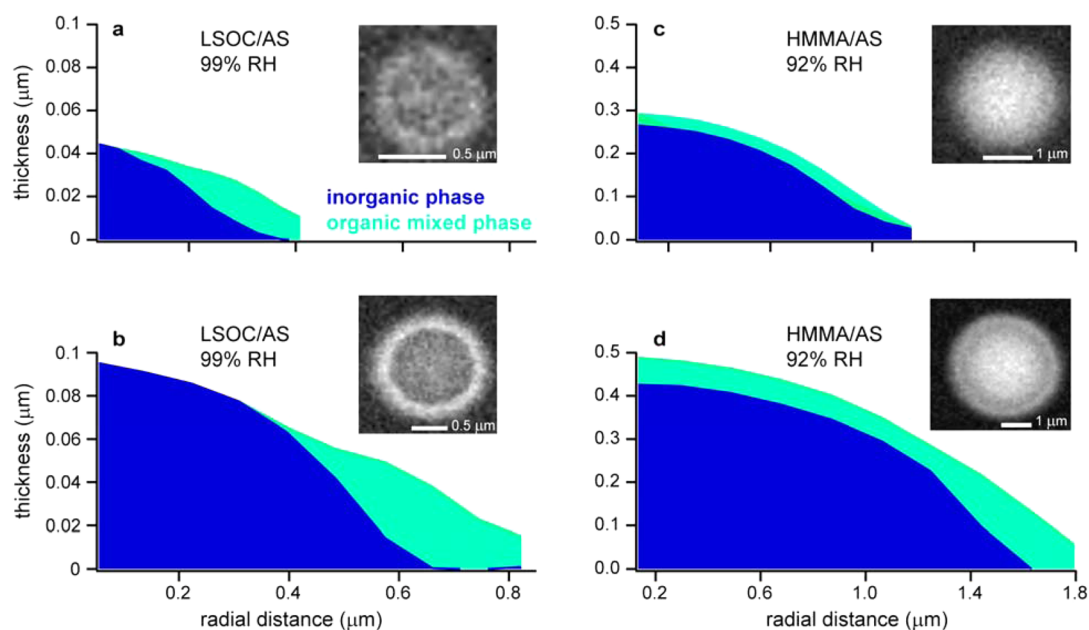 a
LSOC/AS
99% RH
0.5 μm
inorganic phase
organic mixed phase
thickness (μm)
0.1
0.08
0.06
0.04
0.02
0
c
HMMA/AS
92% RH
1 μm
0.5
0.4
0.3
0.2
0.1
0.0
b
LSOC/AS
99% RH
0.5 μm
thickness (μm)
0.1
0.08
0.06
0.04
0.02
0
0.2 0.4 0.6 0.8
radial distance (μm)
d
HMMA/AS
92% RH
1 μm
0.5
0.4
0.3
0.2
0.1
0.0
0.2 0.6 1.0 1.4 1.8
radial distance (μm)